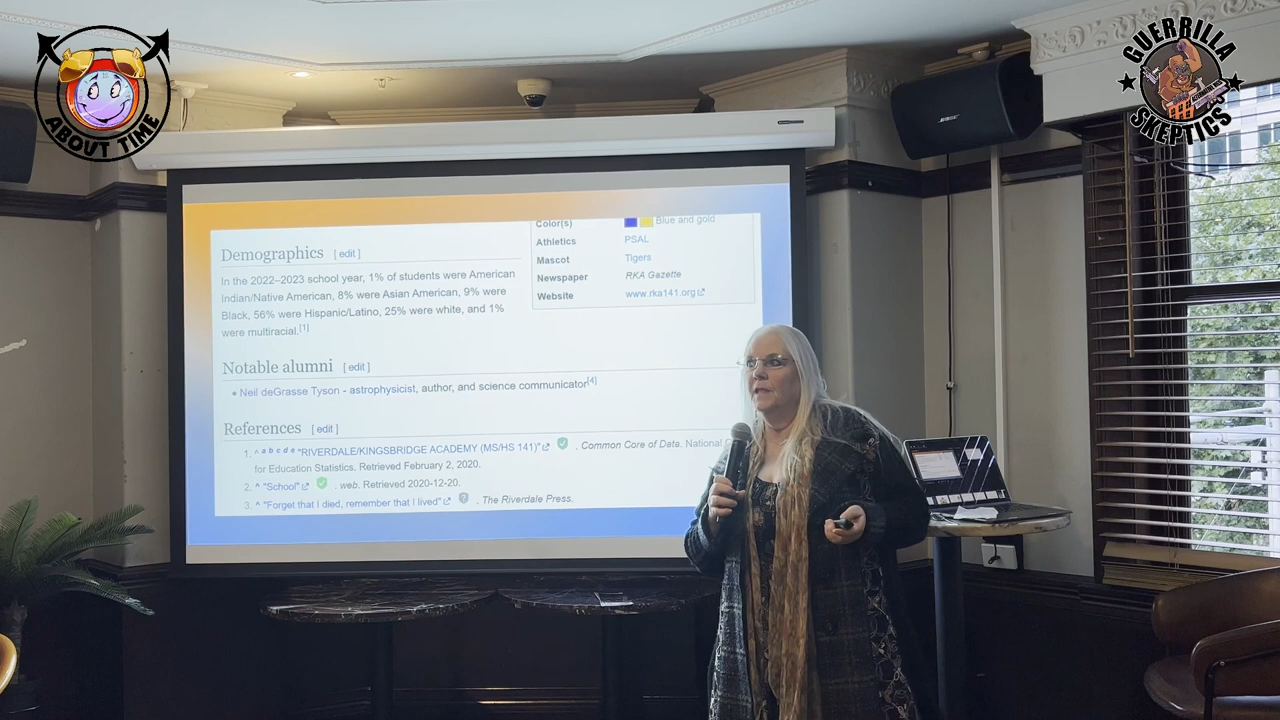 ABOUT TIME
GUERRILLA
SKEPTICS
BOSE
Color(s) Blue and gold
Athletics PSAL
Mascot Tigers
Newspaper RKA Gazette
Website www.rka141.org
Demographics [ edit ]
In the 2022–2023 school year, 1% of students were American
Indian/Native American, 8% were Asian American, 9% were
Black, 56% were Hispanic/Latino, 25% were white, and 1%
were multiracial.[1]
Notable alumni [ edit ]
• Neil deGrasse Tyson - astrophysicist, author, and science communicator[4]
References [ edit ]
1. ^ a b c d e "RIVERDALE/KINGSBRIDGE ACADEMY (MS/HS 141)" . Common Core of Data. National
for Education Statistics. Retrieved February 2, 2020.
2. ^ "School" . web. Retrieved 2020-12-20.
3. ^ "Forget that I died, remember that I lived" . The Riverdale Press.